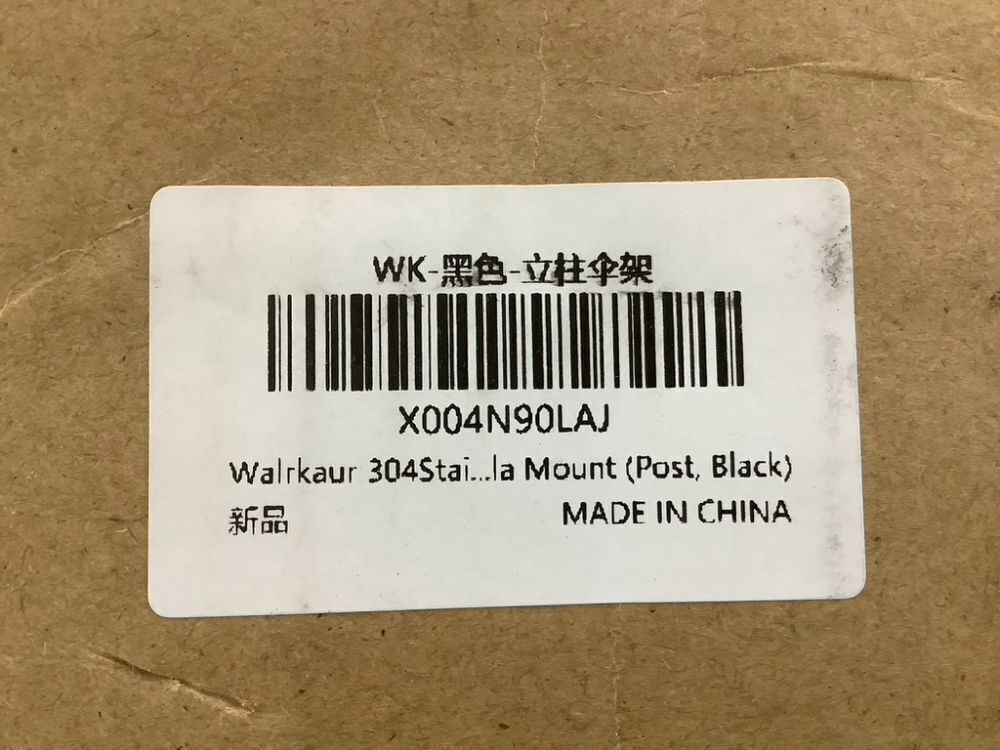 WK-黑色-立柱伞架
X004N90LAJ
Walrkaur 304Stai...la Mount (Post, Black)
新品
MADE IN CHINA